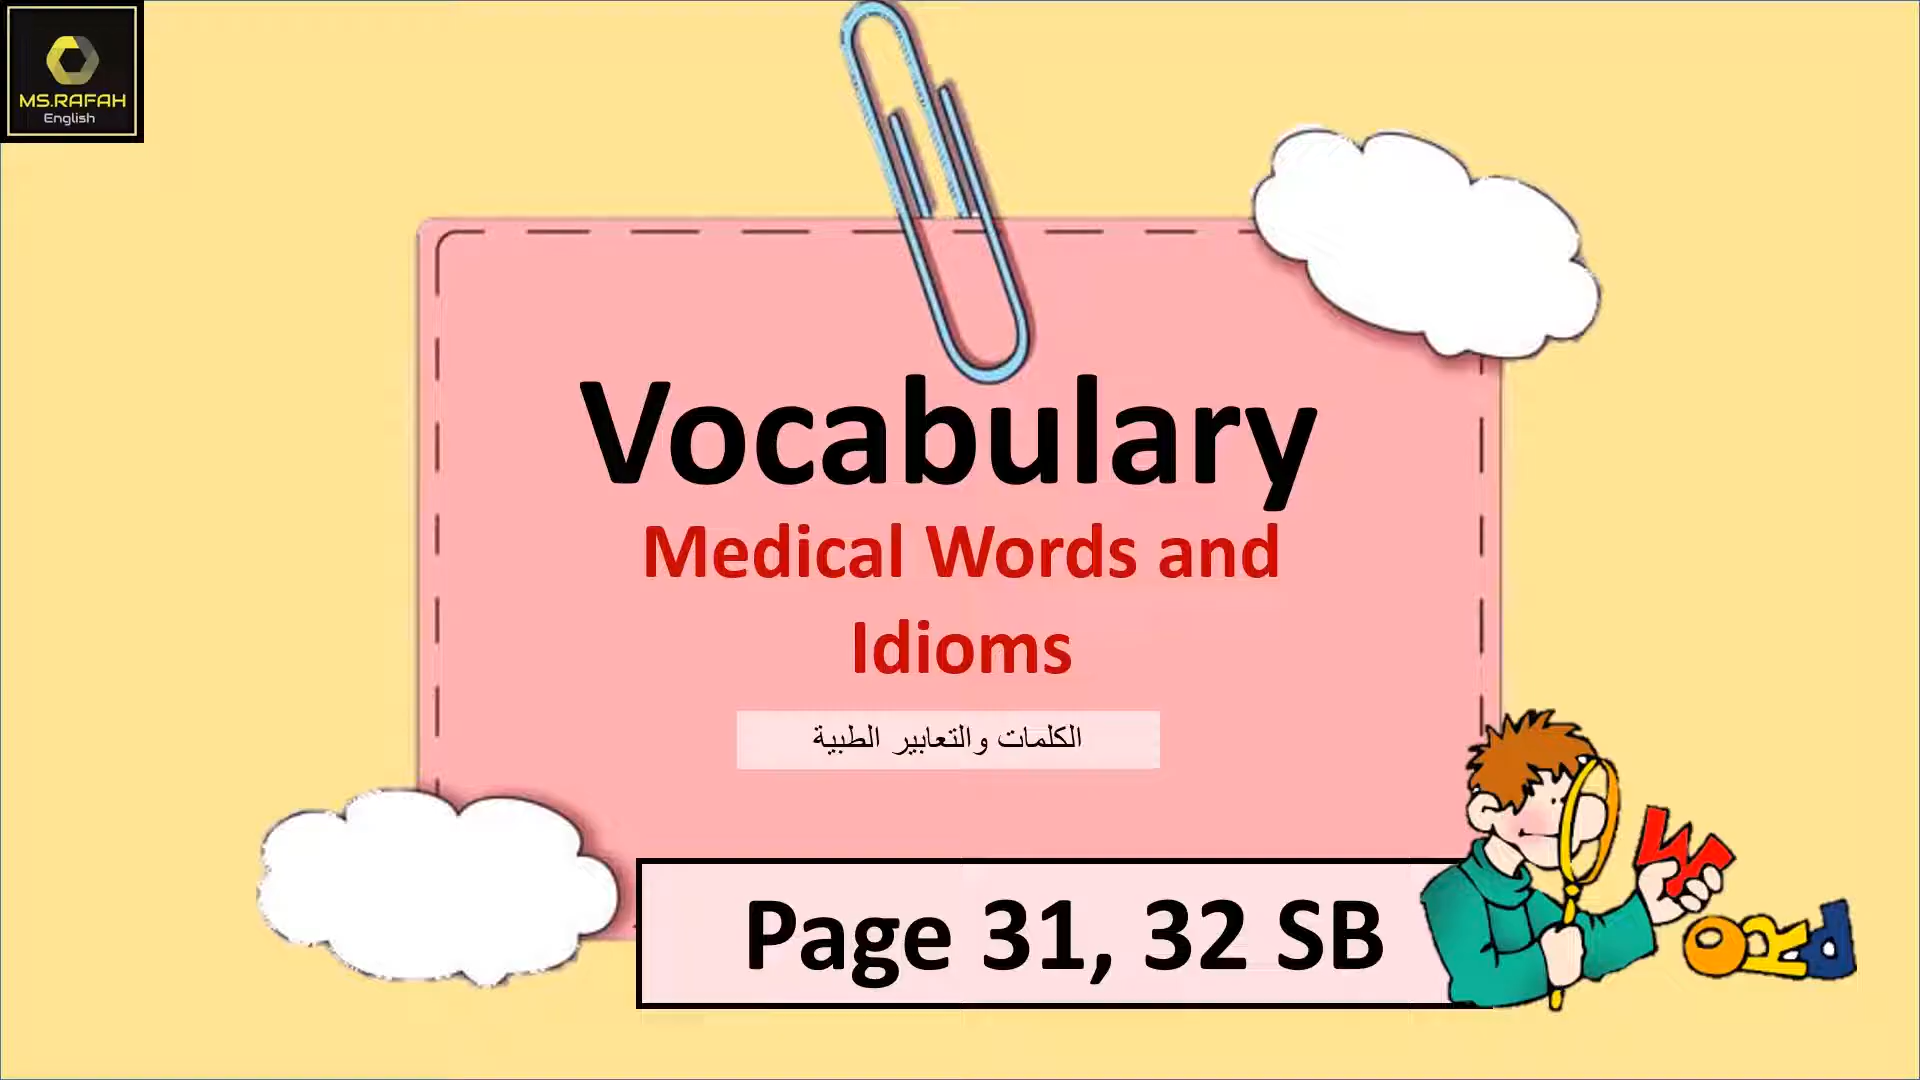 MS.RAFAH
English
Vocabulary
Medical Words and
Idioms
الكلمات والتعابير الطبية
Page 31, 32 SB
WORD